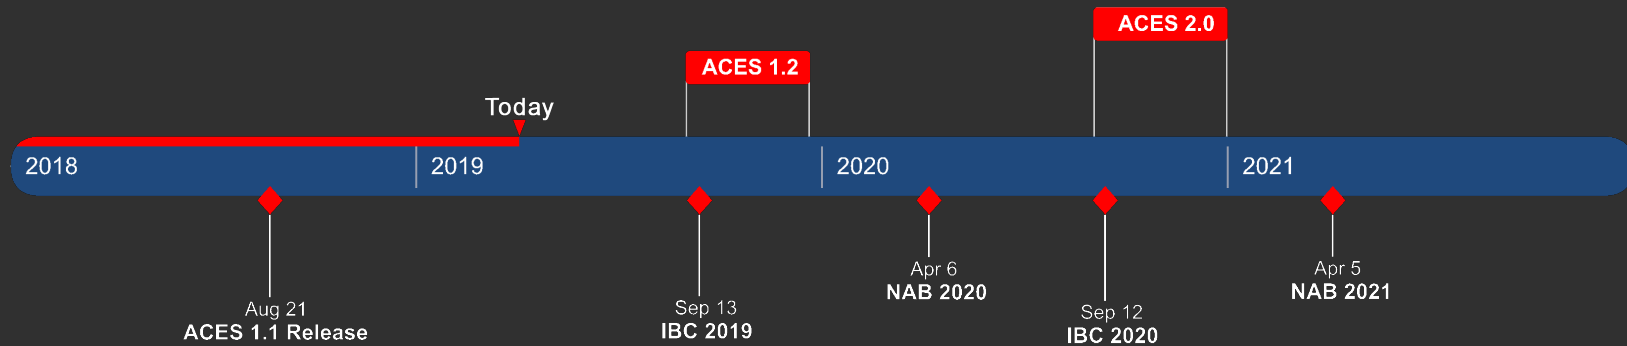 ACES 2.0
ACES 1.2
Today
2018
2019
2020
2021
Aug 21
ACES 1.1 Release
Sep 13
IBC 2019
Apr 6
NAB 2020
Sep 12
IBC 2020
Apr 5
NAB 2021